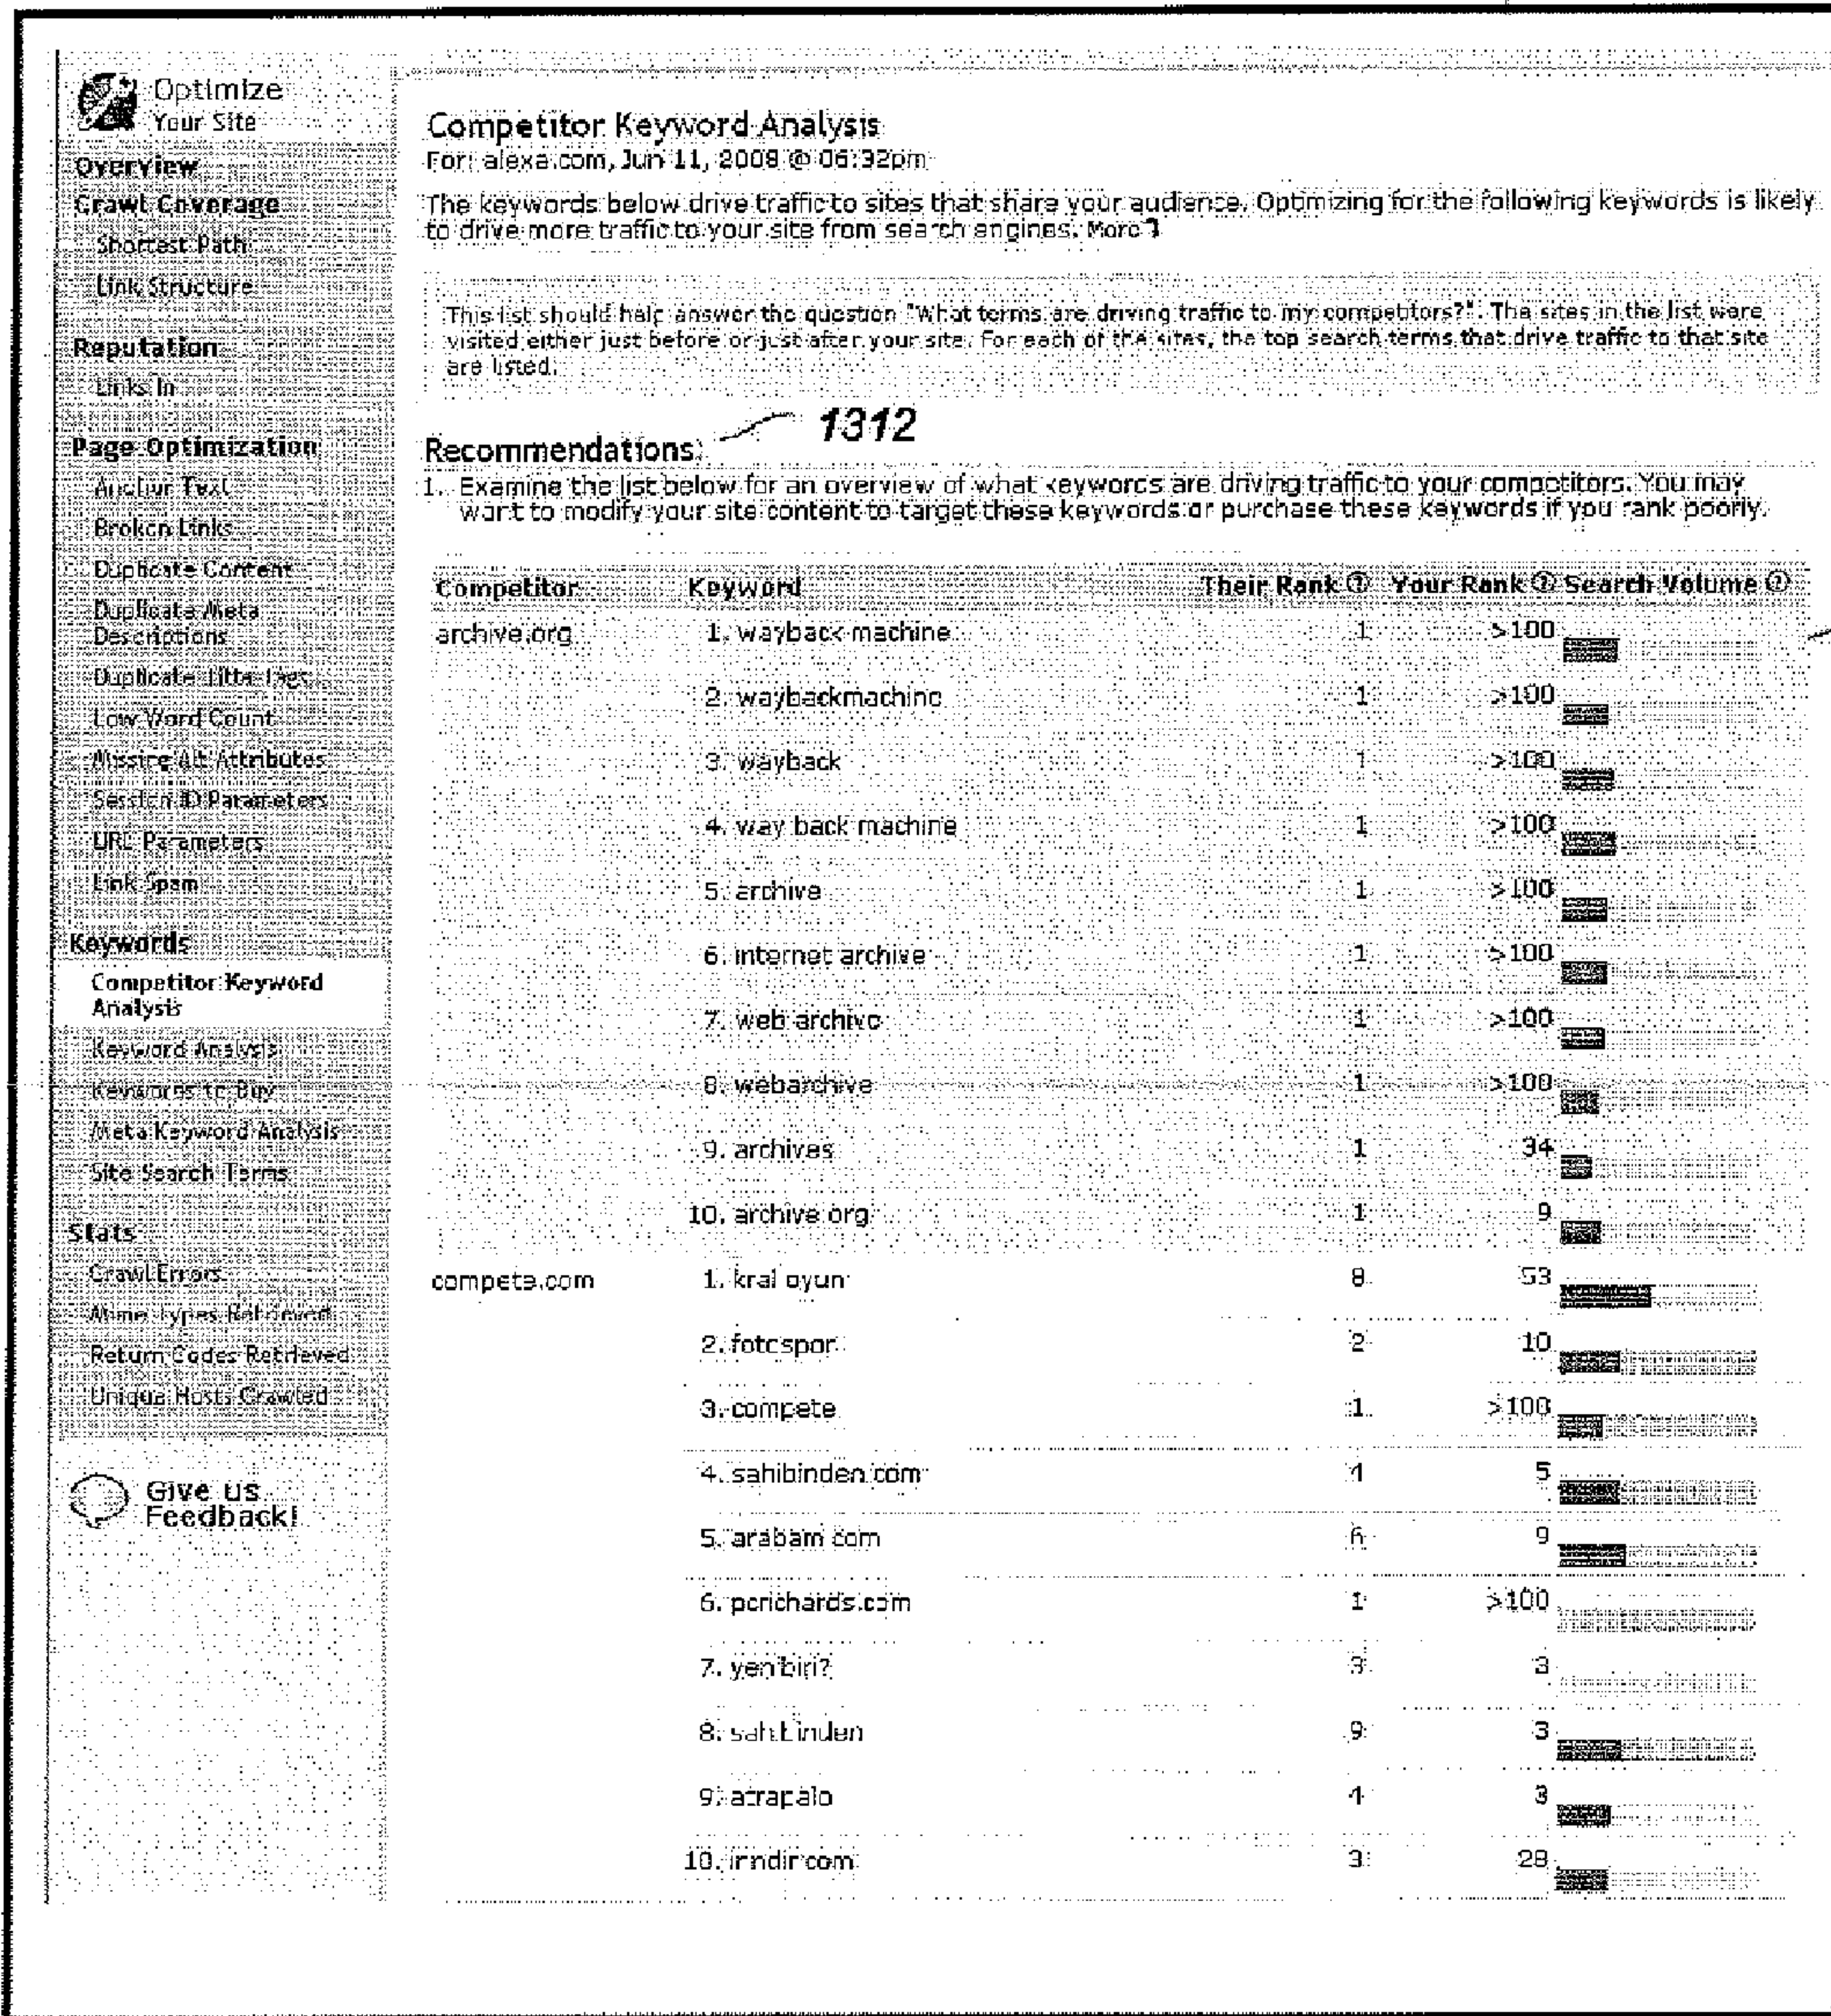 Optimize
Your Site
Overview
Crawl Coverage
Shortest Path
Link Structure
Reputation
Links In
Page Optimization
Anchor Text
Broken Links
Duplicate Content
Duplicate Meta
Descriptions
Duplicate Title Tags
Low Word Count
Missing Alt Attributes
Session ID Parameters
URL Parameters
Link Spam
Keywords
Competitor Keyword
Analysis
Keyword Analysis
Keywords to Buy
Meta Keyword Analysis
Site Search Terms
Stats
Crawl Errors
Mime Types Retrieved
Return Codes Retrieved
Unique Hosts Crawled
Give us
Feedback!
Competitor Keyword Analysis
For: alexa.com, Jun 11, 2008 @ 06:32pm
The keywords below drive traffic to sites that share your audience. Optimizing for the following keywords is likely
to drive more traffic to your site from search engines. More
This list should help answer the question "What terms are driving traffic to my competitors?". The sites in the list were
visited either just before or just after your site. For each of the sites, the top search terms that drive traffic to that site
are listed.
Recommendations: 1312
1. Examine the list below for an overview of what keywords are driving traffic to your competitors. You may
want to modify your site content to target these keywords or purchase these keywords if you rank poorly.
Competitor Keyword Their Rank ? Your Rank ? Search Volume ?
archive.org 1. wayback machine 1 >100
2. waybackmachine 1 >100
3. wayback 1 >100
4. way back machine 1 >100
5. archive 1 >100
6. internet archive 1 >100
7. web archive 1 >100
8. webarchive 1 >100
9. archives 1 34
10. archive org 1 9
compete.com 1. kral oyun 8 53
2. fotospor 2 10
3. compete 1 >100
4. sahibinden.com 4 5
5. arabam com 6 9
6. pcrichards.com 1 >100
7. yen biri? 3 3
8. sahibinden 9 3
9. atrapalo 4 3
10. irndir com 3 28